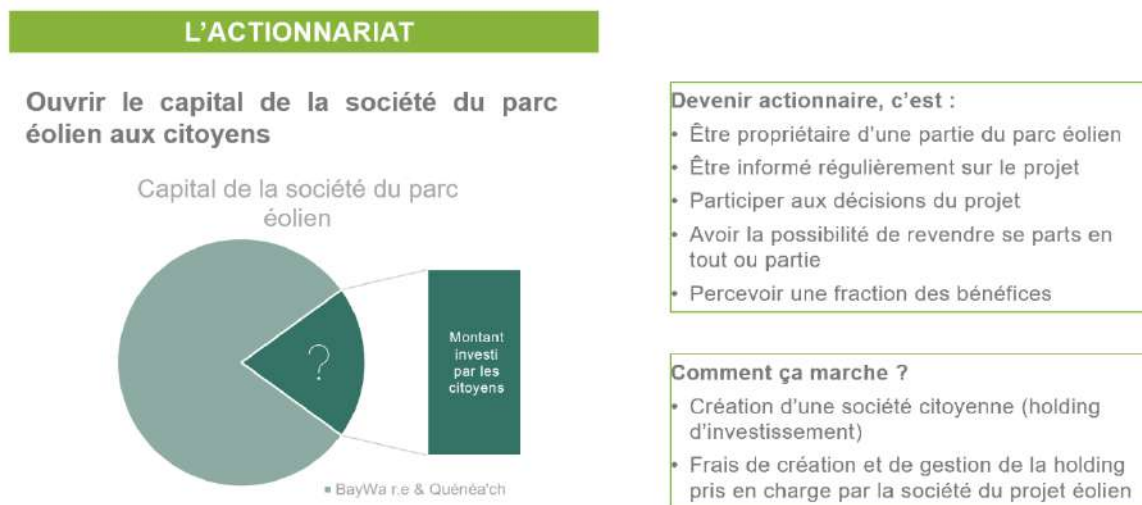 L'ACTIONNARIAT
Ouvrir le capital de la société du parc
éolien aux citoyens
Capital de la société du parc
éolien
?
Montant
investi
par les
citoyens
BayWa r.e & Quénéa'ch
Devenir actionnaire, c'est :
• Être propriétaire d'une partie du parc éolien
• Être informé régulièrement sur le projet
• Participer aux décisions du projet
• Avoir la possibilité de revendre se parts en
tout ou partie
• Percevoir une fraction des bénéfices
Comment ça marche ?
• Création d'une société citoyenne (holding
d'investissement)
• Frais de création et de gestion de la holding
pris en charge par la société du projet éolien